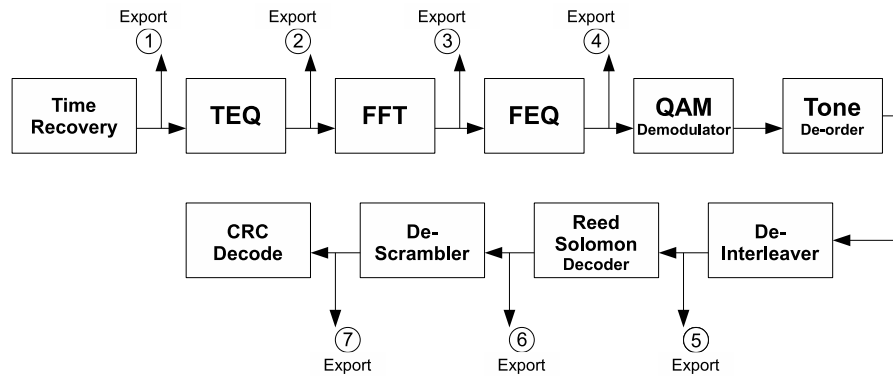 Export
Export
Export
Export
①
②
③
④
Time
Recovery
TEQ
FFT
FEQ
QAM
Demodulator
Tone
De-order
CRC
Decode
De-
Scrambler
Reed
Solomon
Decoder
De-
Interleaver
⑦
⑥
⑤
Export
Export
Export